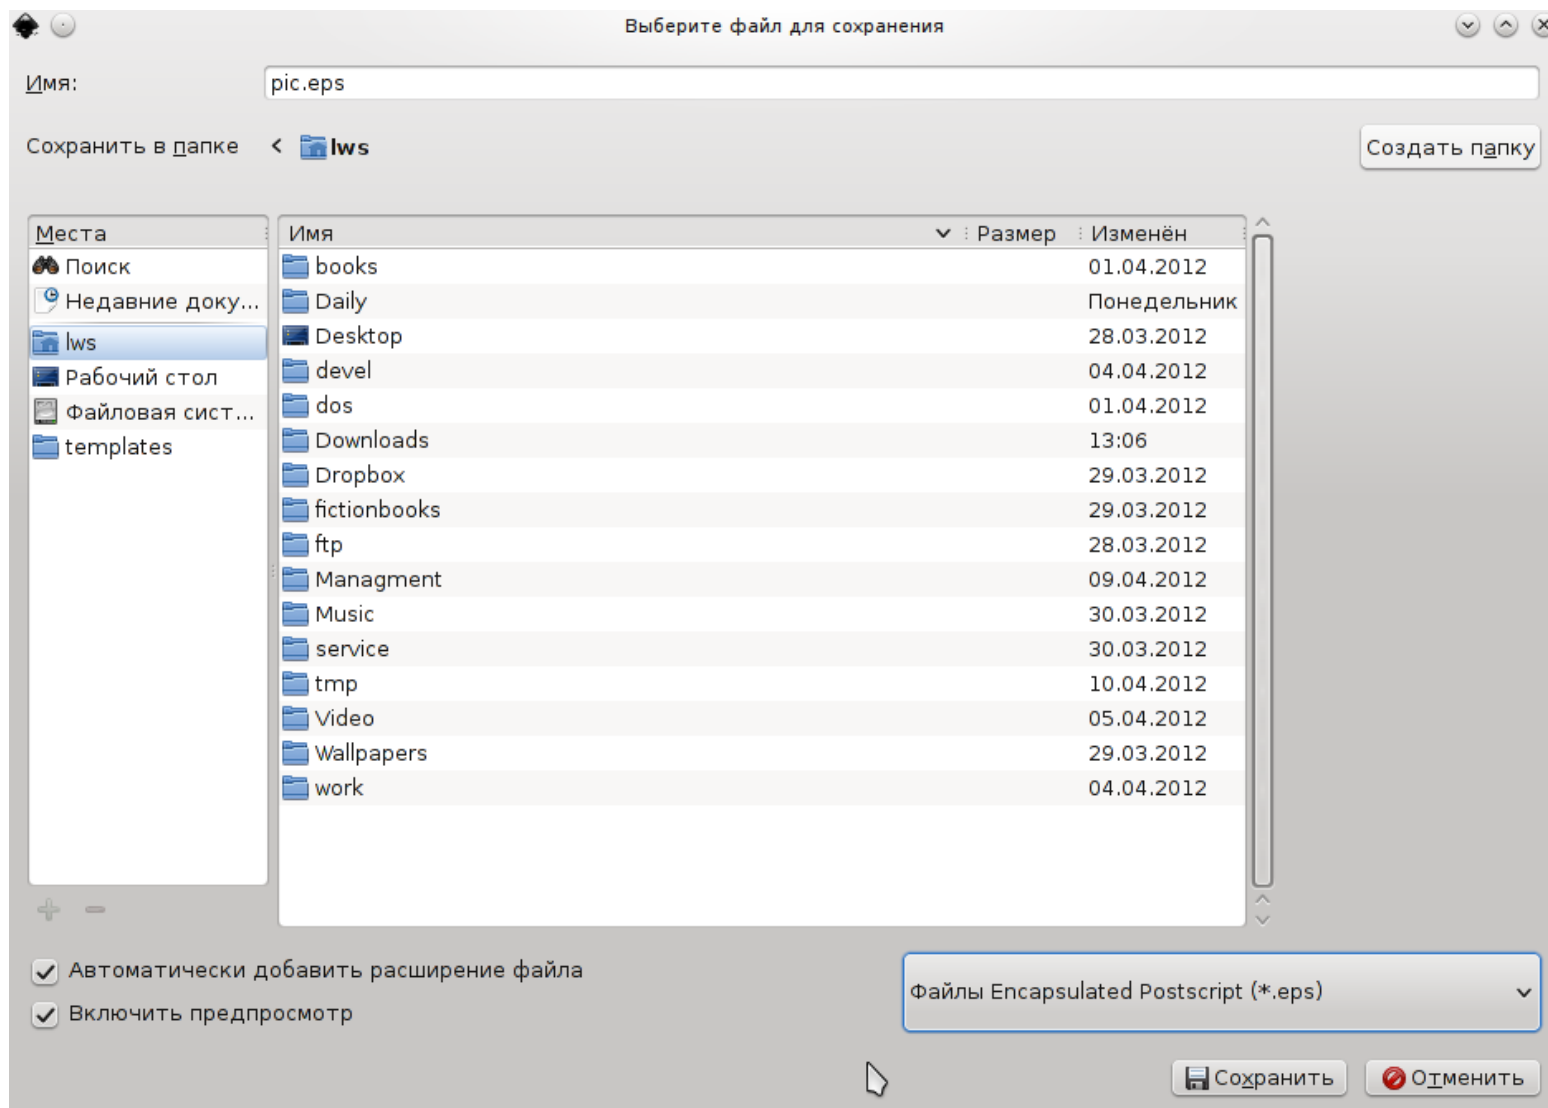 Выберите файл для сохранения
Имя: pic.eps
Сохранить в папке < lws Создать папку
Места Имя Размер Изменён
Поиск books 01.04.2012
Недавние доку... Daily Понедельник
lws Desktop 28.03.2012
Рабочий стол devel 04.04.2012
Файловая сист... dos 01.04.2012
templates Downloads 13:06
Dropbox 29.03.2012
fictionbooks 29.03.2012
ftp 28.03.2012
Managment 09.04.2012
Music 30.03.2012
service 30.03.2012
tmp 10.04.2012
Video 05.04.2012
Wallpapers 29.03.2012
work 04.04.2012
Автоматически добавить расширение файла
Файлы Encapsulated Postscript (*.eps)
Включить предпросмотр
Сохранить Отменить